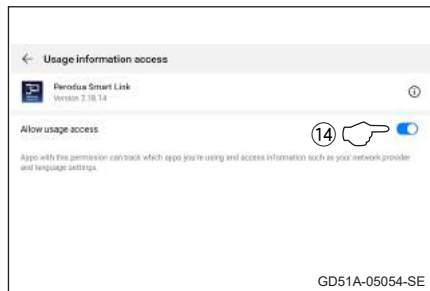 ← Usage information access
Perodua Smart Link
Version 2.18.14
Allow usage access
⑭
Apps with this permission can track which apps you're using and access information such as your network provider
and language settings.
GD51A-05054-SE